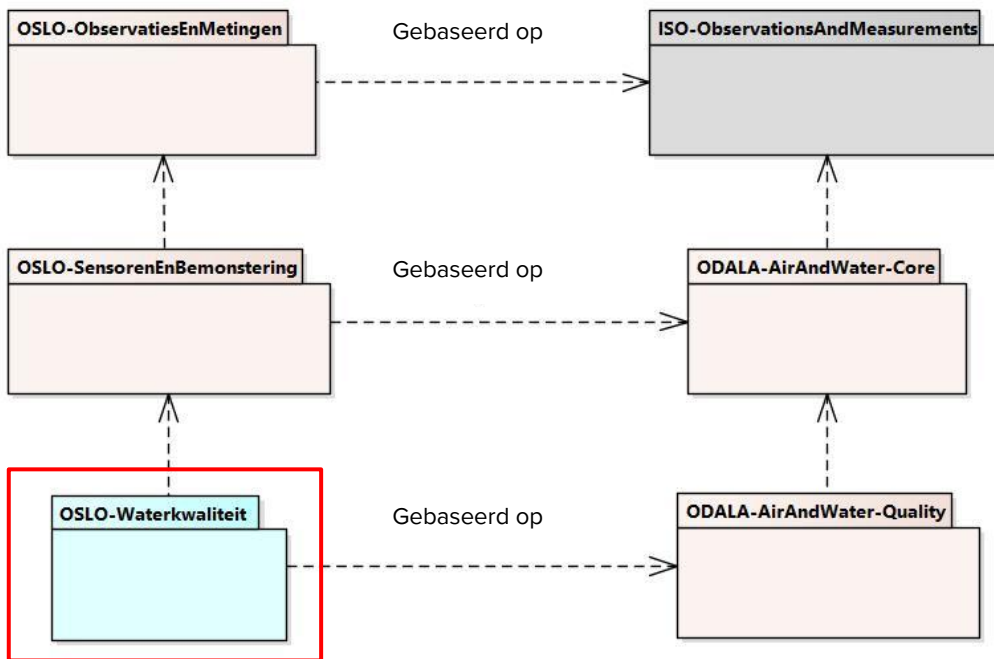 OSLO-ObservatiesEnMetingen
Gebaseerd op
ISO-ObservationsAndMeasurements
OSLO-SensorenEnBemonstering
Gebaseerd op
ODALA-AirAndWater-Core
OSLO-Waterkwaliteit
Gebaseerd op
ODALA-AirAndWater-Quality